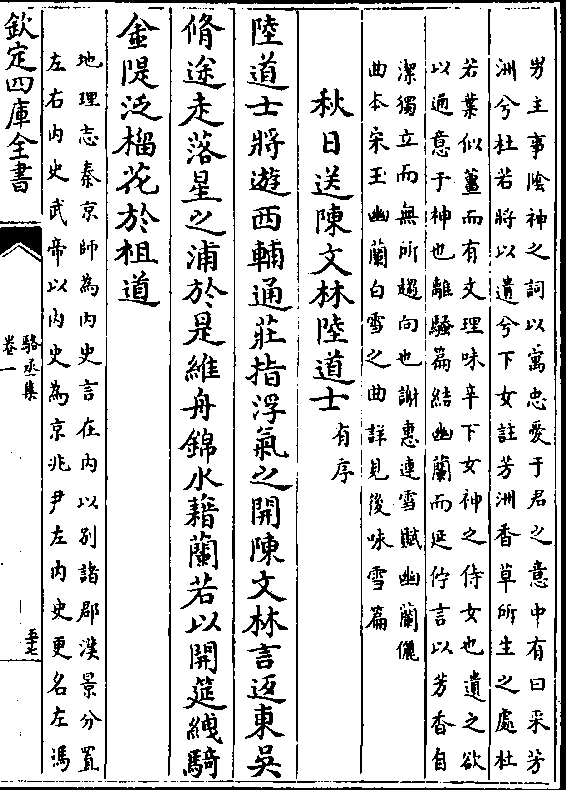 男主事陰神之詞以寓忠愛于君之意中有曰采芳
洲兮杜若將以遺兮下女註芳洲香草所生之處杜
若葉似薑而有文理味辛下女神之侍女也遺之欲
以通意于神也離騷篇結幽蘭而延佇言以芳香自
潔獨立而無所趨向也謝惠連雪賦幽蘭儷
曲本宋玉幽蘭白雪之曲詳見後咏雪篇
秋日送陳文林陸道士有序
陸道士將遊西輔通莊指浮氣之開陳文林言返東吳
脩途走落星之浦於是維舟錦水藉蘭若以開筵綫騎
金隄泛榴花於祖道
地理志秦京師為內史言在內以别諸郡漢景分置
左右內史武帝以內史為京兆尹左內史更名左馮
欽定四庫全書
駱丞集
卷一
五十七